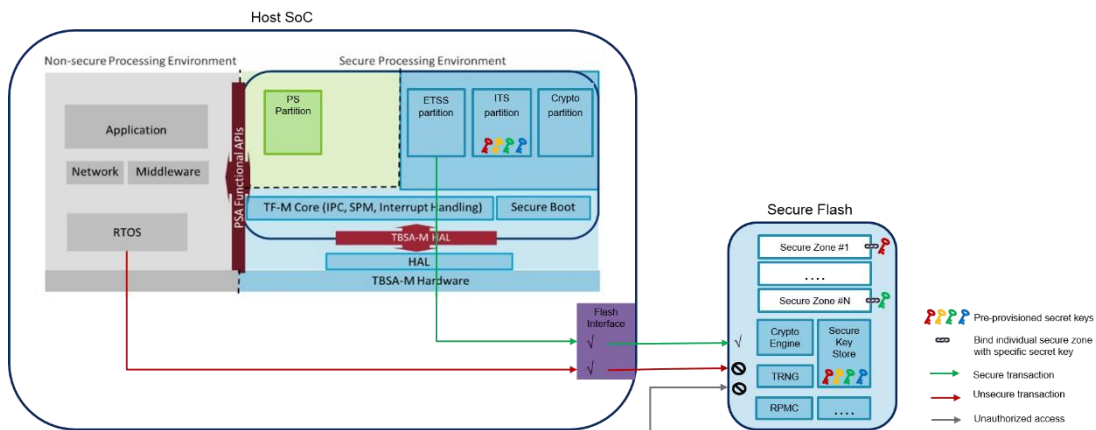 Host SoC
Non-secure Processing Environment
Secure Processing Environment
Application
Network
Middleware
RTOS
PSA Functional APIs
PS
Partition
ETSS
partition
ITS
partition
Crypto
partition
TF-M Core (IPC, SPM, Interrupt Handling)
Secure Boot
TBSA-M HAL
HAL
TBSA-M Hardware
Flash
Interface
√
√
Secure Flash
Secure Zone #1
....
Secure Zone #N
√
Crypto
Engine
Secure
Key
Store
TRNG
RPMC
....
Pre-provisioned secret keys
Bind individual secure zone
with specific secret key
Secure transaction
Unsecure transaction
Unauthorized access